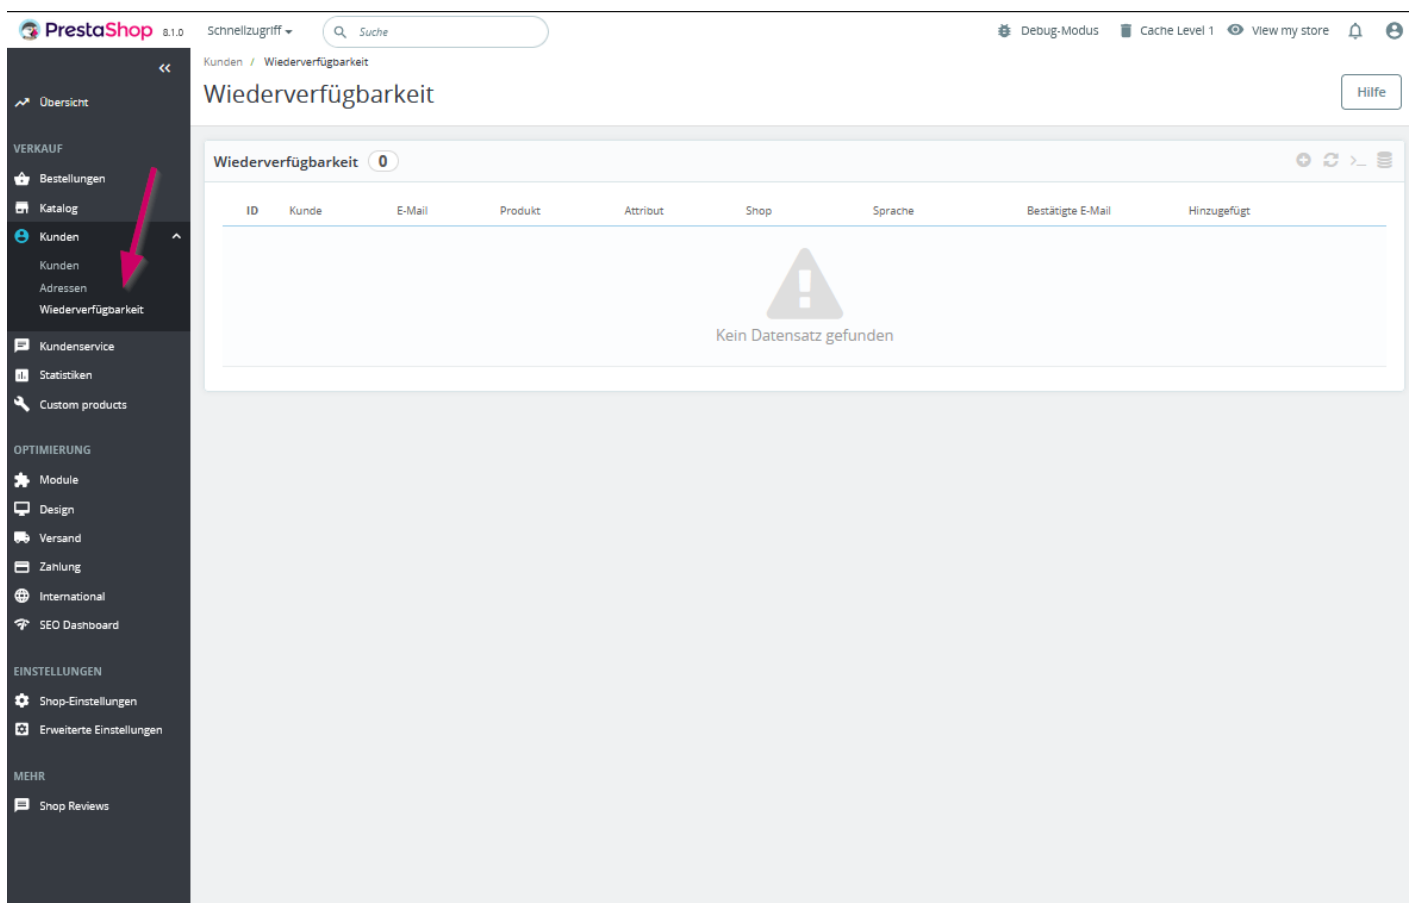 PrestaShop 8.1.0 Schnellzugriff Suche Debug-Modus Cache Level 1 View my store
Kunden / Wiederverfügbarkeit
Wiederverfügbarkeit Hilfe
Übersicht
VERKAUF
Bestellungen
Katalog
Kunden
Kunden
Adressen
Wiederverfügbarkeit
Kundenservice
Statistiken
Custom products
OPTIMIERUNG
Module
Design
Versand
Zahlung
International
SEO Dashboard
EINSTELLUNGEN
Shop-Einstellungen
Erweiterte Einstellungen
MEHR
Shop Reviews
Wiederverfügbarkeit 0
ID Kunde E-Mail Produkt Attribut Shop Sprache Bestätigte E-Mail Hinzugefügt
Kein Datensatz gefunden